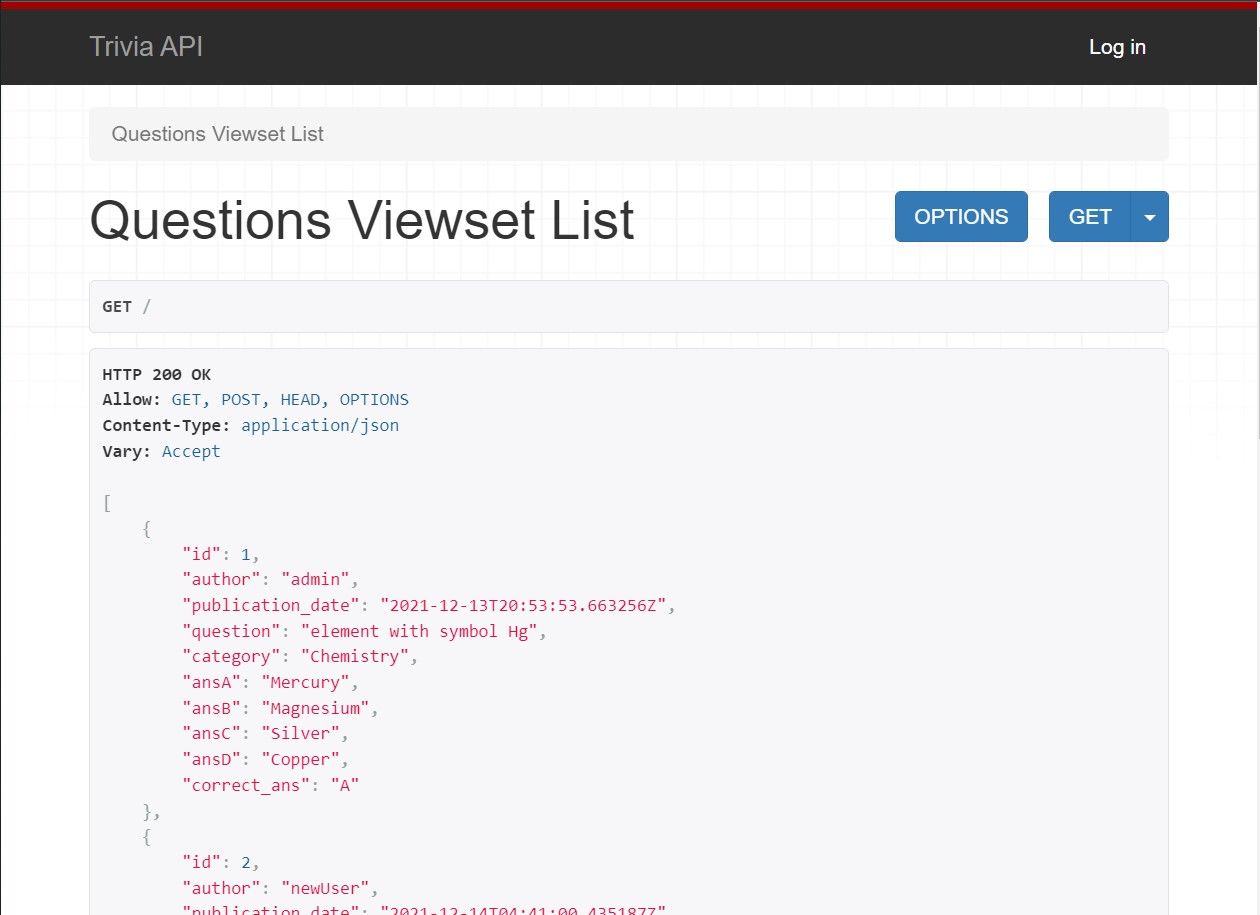 Trivia API
Log in
Questions Viewset List
Questions Viewset List
OPTIONS
GET
GET /
HTTP 200 OK
Allow: GET, POST, HEAD, OPTIONS
Content-Type: application/json
Vary: Accept
[
    {
        "id": 1,
        "author": "admin",
        "publication_date": "2021-12-13T20:53:53.663256Z",
        "question": "element with symbol Hg",
        "category": "Chemistry",
        "ansA": "Mercury",
        "ansB": "Magnesium",
        "ansC": "Silver",
        "ansD": "Copper",
        "correct_ans": "A"
    },
    {
        "id": 2,
        "author": "newUser",
        "publication_date": "2021-12-14T04:41:00.435187Z"